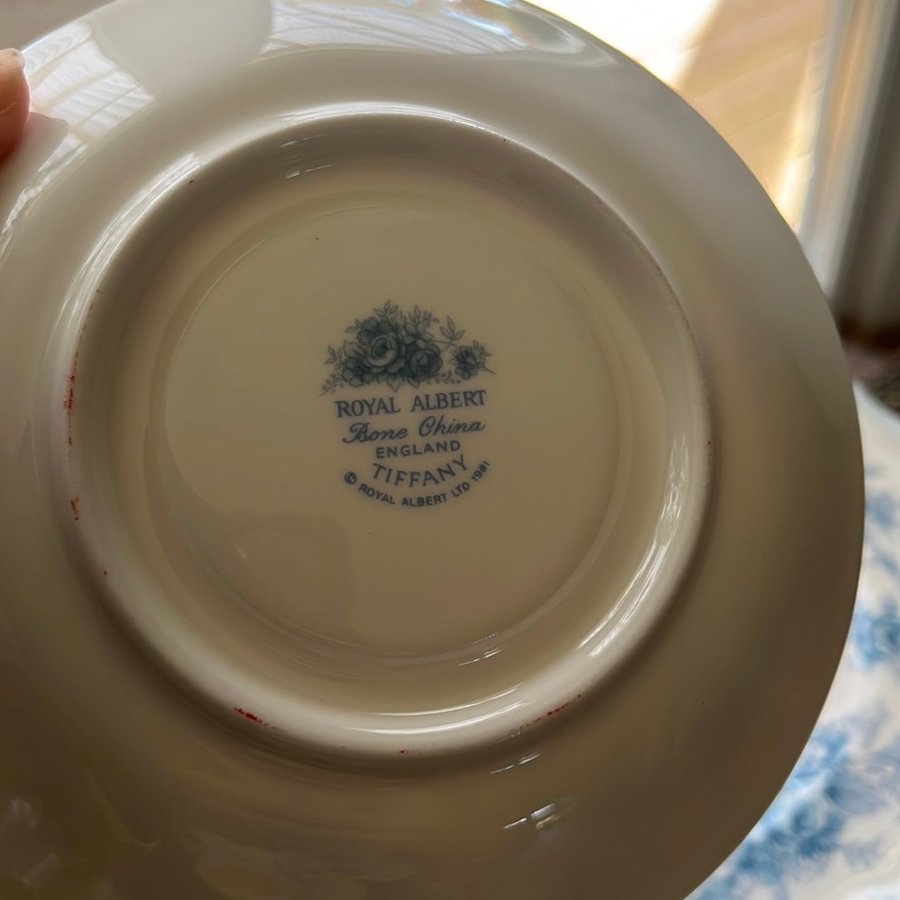 ROYAL ALBERT
Bone China
ENGLAND
TIFFANY
© ROYAL ALBERT LTD 1981